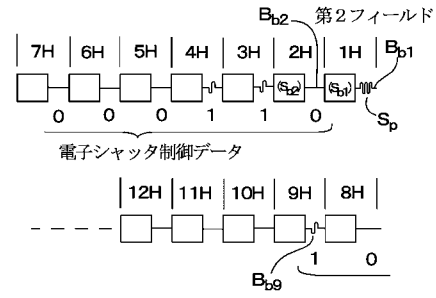 Bb2 第2フィールド
7H 6H 5H 4H 3H 2H 1H Bb1
(Sb2) (Sb1)
0 0 0 1 1 0 Sp
電子シャッタ制御データ
12H 11H 10H 9H 8H
1 0
Bb9